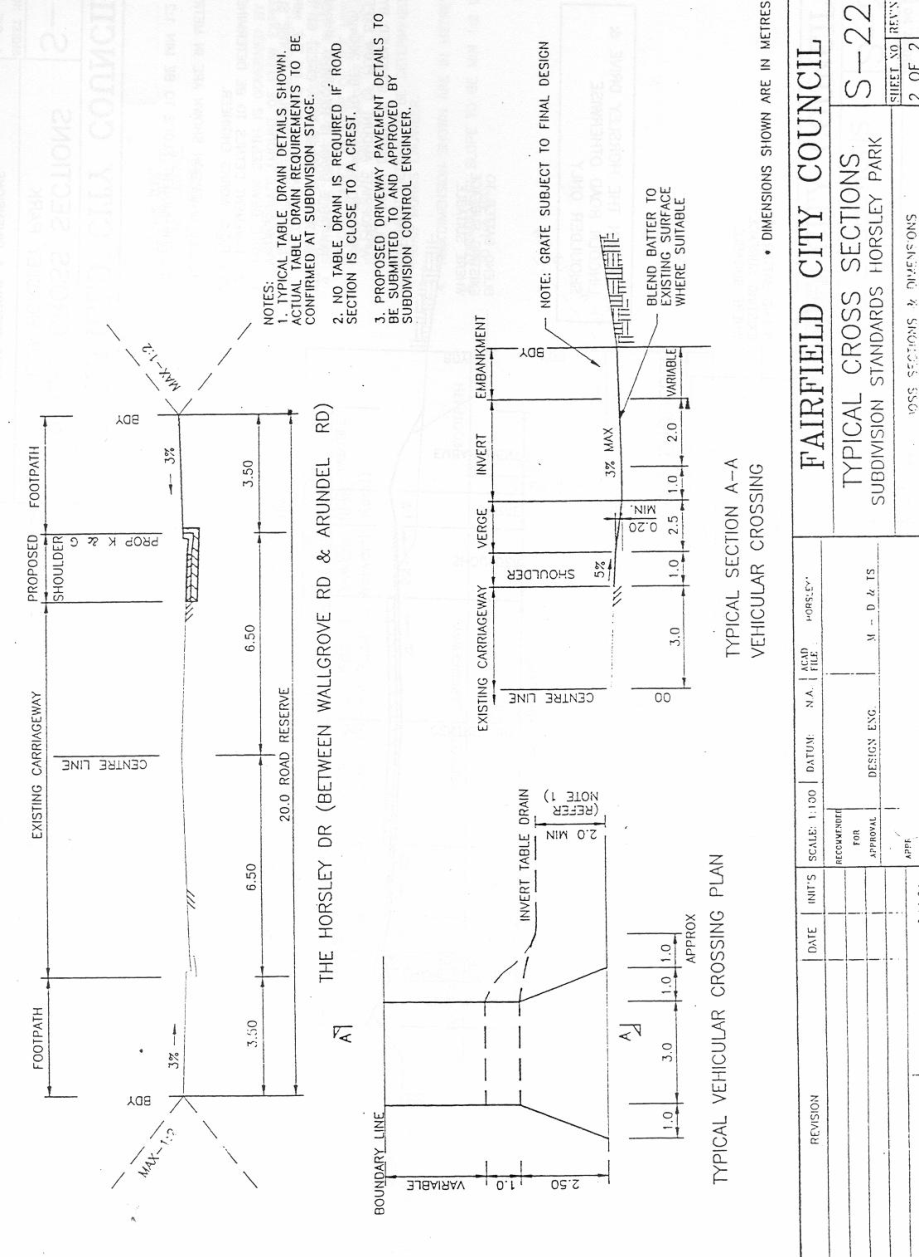 FOOTPATH
EXISTING CARRIAGEWAY
PROPOSED
SHOULDER
FOOTPATH
BDY
CENTRE LINE
PROP K & G
BDY
MAX-1:2
MAX-1:2
3%
3%
3.50
6.50
6.50
3.50
20.0 ROAD RESERVE
THE HORSLEY DR (BETWEEN WALLGROVE RD & ARUNDEL RD)
NOTES:
1. TYPICAL TABLE DRAIN DETAILS SHOWN.
ACTUAL TABLE DRAIN REQUIREMENTS TO BE
CONFIRMED AT SUBDIVISION STAGE.
2. NO TABLE DRAIN IS REQUIRED IF ROAD
SECTION IS CLOSE TO A CREST.
3. PROPOSED DRIVEWAY PAVEMENT DETAILS TO
BE SUBMITTED TO AND APPROVED BY
SUBDIVISION CONTROL ENGINEER.
A
BOUNDARY LINE
VARIABLE
1.0
2.50
INVERT TABLE DRAIN
2.0 MIN
(REFER
NOTE 1)
A
1.0
3.0
1.0
1.0
APPROX
TYPICAL VEHICULAR CROSSING PLAN
EXISTING CARRIAGEWAY
VERGE
INVERT
EMBANKMENT
CENTRE LINE
SHOULDER
BDY
NOTE: GRATE SUBJECT TO FINAL DESIGN
5%
0.20
MIN.
3% MAX
BLEND BATTER TO
EXISTING SURFACE
WHERE SUITABLE
00
3.0
1.0
2.5
1.0
2.0
VARIABLE
TYPICAL SECTION A-A
VEHICULAR CROSSING
• DIMENSIONS SHOWN ARE IN METRES
REVISION
DATE
INIT'S
SCALE: 1:100
DATUM: N.A.
ACAD
FILE
RECOMMENDED
FOR
APPROVAL
DESIGN ENG.
M - D & TS
FAIRFIELD CITY COUNCIL
TYPICAL CROSS SECTIONS
SUBDIVISION STANDARDS HORSLEY PARK
S-22
SHEET NO
REV'S
2 OF 2